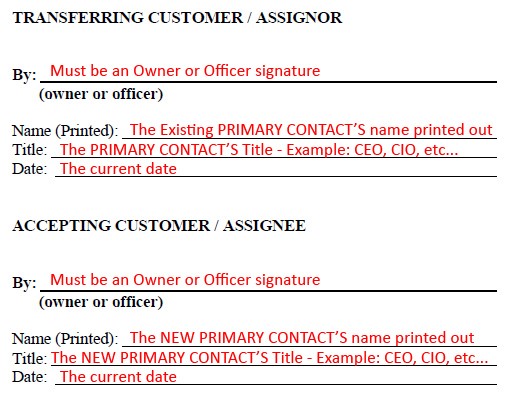 TRANSFERRING CUSTOMER / ASSIGNOR
By: Must be an Owner or Officer signature
(owner or officer)
Name (Printed): The Existing PRIMARY CONTACT'S name printed out
Title: The PRIMARY CONTACT'S Title - Example: CEO, CIO, etc...
Date: The current date
ACCEPTING CUSTOMER / ASSIGNEE
By: Must be an Owner or Officer signature
(owner or officer)
Name (Printed): The NEW PRIMARY CONTACT'S name printed out
Title: The NEW PRIMARY CONTACT'S Title - Example: CEO, CIO, etc...
Date: The current date